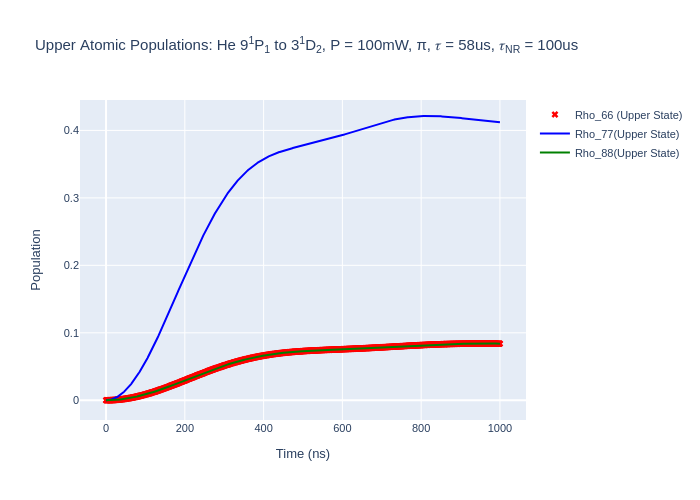 Upper Atomic Populations: He 9¹P₁ to 3¹D₂, P = 100mW, π, 𝜏 = 58us, 𝜏NR = 100us
Rho_66 (Upper State)
Rho_77(Upper State)
Rho_88(Upper State)
Population
0.4
0.3
0.2
0.1
0
0 200 400 600 800 1000
Time (ns)